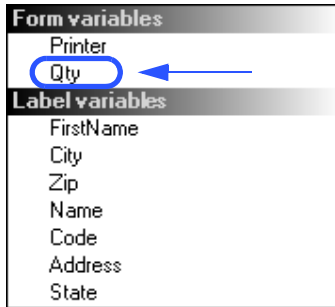 Form variables
Printer
Qty
Label variables
FirstName
City
Zip
Name
Code
Address
State